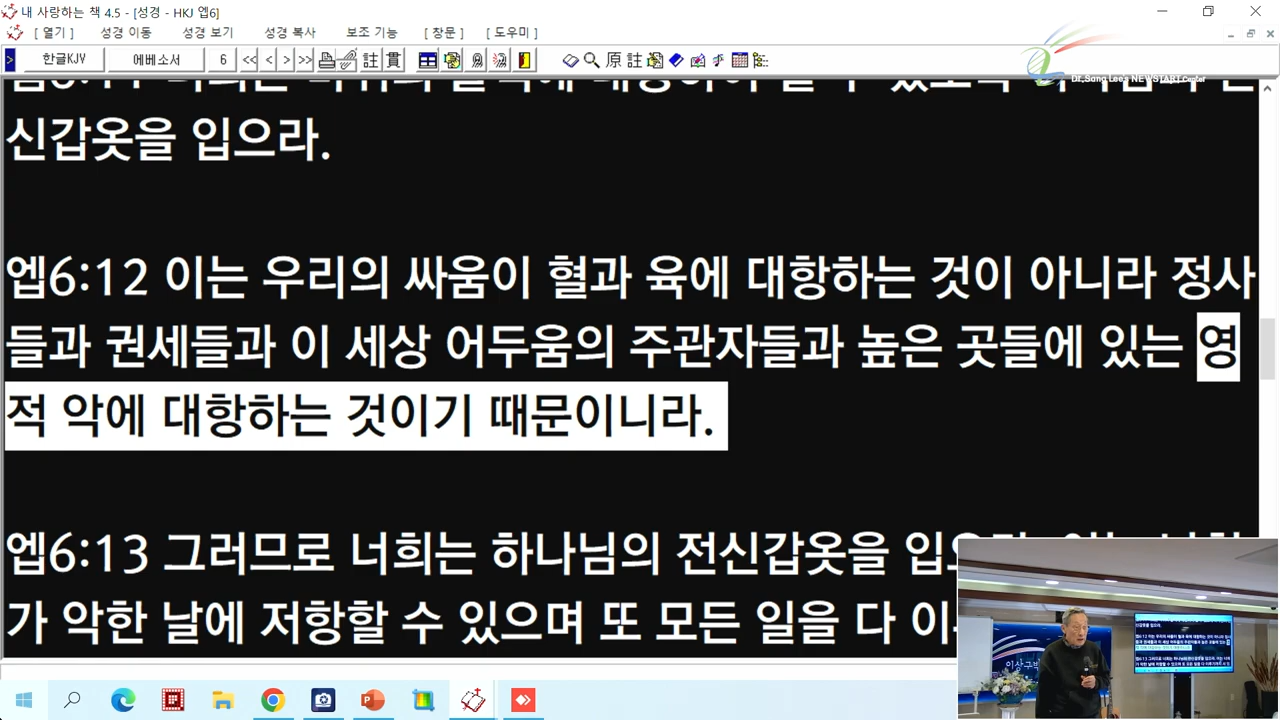 내 사랑하는 책 4.5 - [성경 - HKJ 엡6]
[ 열기 ] 성경 이동 성경 보기 성경 복사 보조 기능 [ 창문 ] [ 도우미 ]
한글KJV 에베소서 6 << < > >> 註 貫 原 註
Dr.Sang Lee's NEWSTART Center
신갑옷을 입으라.
엡6:12 이는 우리의 싸움이 혈과 육에 대항하는 것이 아니라 정사
들과 권세들과 이 세상 어두움의 주관자들과 높은 곳들에 있는 영
적 악에 대항하는 것이기 때문이니라.
엡6:13 그러므로 너희는 하나님의 전신갑옷을
가 악한 날에 저항할 수 있으며 또 모든 일을 다
이상구